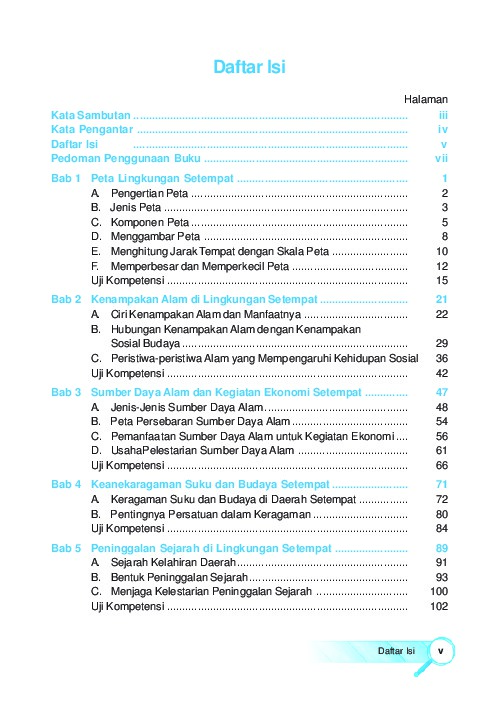 Daftar Isi
Halaman
Kata Sambutan ........................................................................................... iii
Kata Pengantar .......................................................................................... iv
Daftar Isi ........................................................................................... v
Pedoman Penggunaan Buku .................................................................... vii
Bab 1 Peta Lingkungan Setempat ......................................................... 1
A. Pengertian Peta ........................................................................ 2
B. Jenis Peta ................................................................................. 3
C. Komponen Peta ........................................................................ 5
D. Menggambar Peta .................................................................... 8
E. Menghitung Jarak Tempat dengan Skala Peta ......................... 10
F. Memperbesar dan Memperkecil Peta ...................................... 12
Uji Kompetensi ................................................................................ 15
Bab 2 Kenampakan Alam di Lingkungan Setempat ............................. 21
A. Ciri Kenampakan Alam dan Manfaatnya .................................. 22
B. Hubungan Kenampakan Alam dengan Kenampakan
Sosial Budaya ........................................................................... 29
C. Peristiwa-peristiwa Alam yang Mempengaruhi Kehidupan Sosial 36
Uji Kompetensi ................................................................................ 42
Bab 3 Sumber Daya Alam dan Kegiatan Ekonomi Setempat .............. 47
A. Jenis-Jenis Sumber Daya Alam ................................................ 48
B. Peta Persebaran Sumber Daya Alam ....................................... 54
C. Pemanfaatan Sumber Daya Alam untuk Kegiatan Ekonomi .... 56
D. UsahaPelestarian Sumber Daya Alam ..................................... 61
Uji Kompetensi ................................................................................ 66
Bab 4 Keanekaragaman Suku dan Budaya Setempat ......................... 71
A. Keragaman Suku dan Budaya di Daerah Setempat ................ 72
B. Pentingnya Persatuan dalam Keragaman ............................... 80
Uji Kompetensi ................................................................................ 84
Bab 5 Peninggalan Sejarah di Lingkungan Setempat ........................ 89
A. Sejarah Kelahiran Daerah ......................................................... 91
B. Bentuk Peninggalan Sejarah ..................................................... 93
C. Menjaga Kelestarian Peninggalan Sejarah .............................. 100
Uji Kompetensi ................................................................................ 102
Daftar Isi v